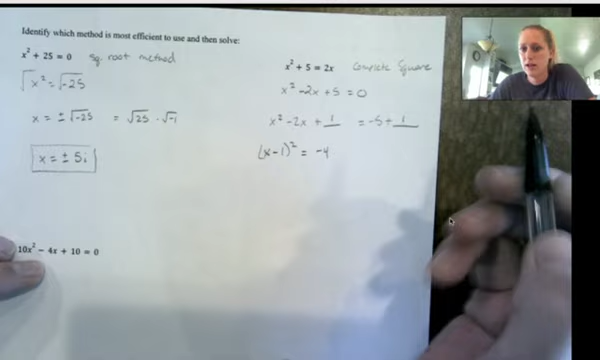 Identify which method is most efficient to use and then solve:
x² + 25 = 0 sq. root method
√x² = √-25
x = ± √-25 = √25 · √-1
x = ± 5i
x² + 5 = 2x Complete Square
x² - 2x + 5 = 0
x² - 2x + 1 = -5 + 1
(x - 1)² = -4
10x² - 4x + 10 = 0